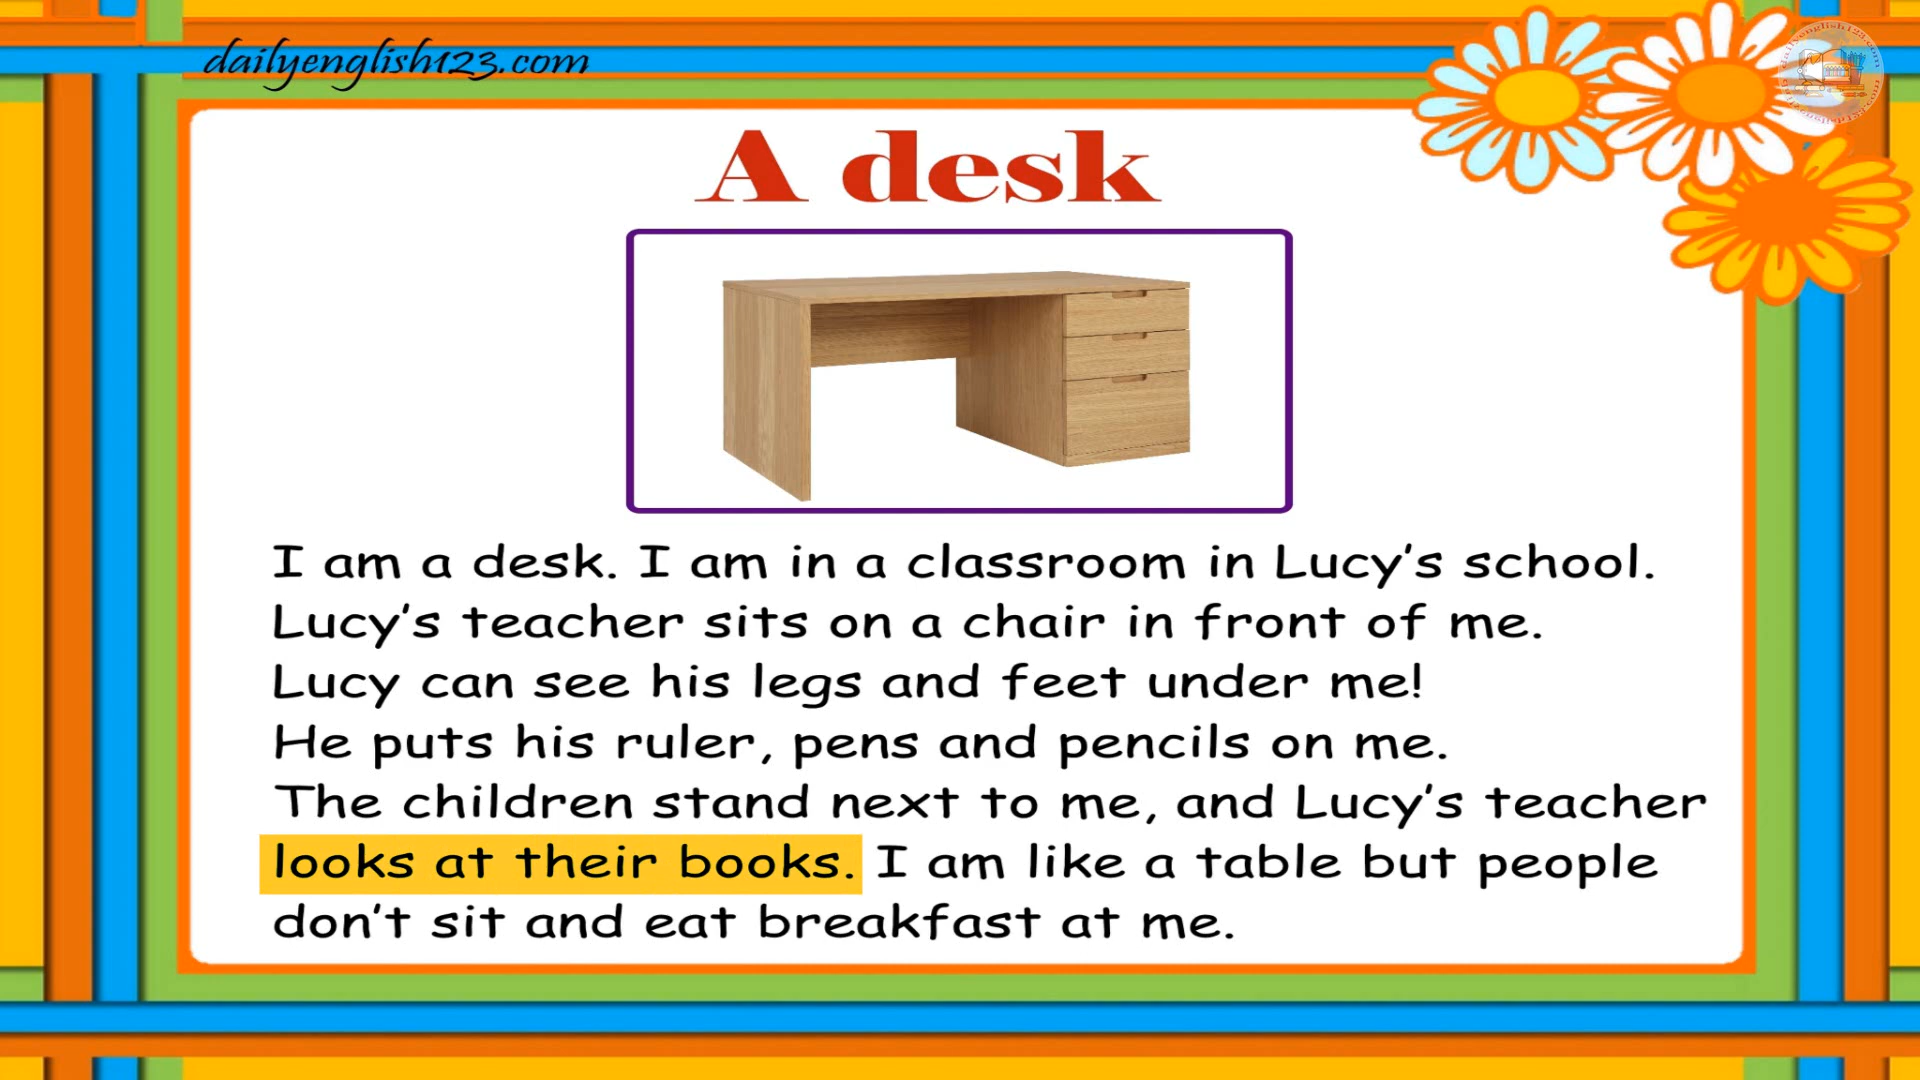 dailyenglish123.com
A desk
I am a desk. I am in a classroom in Lucy's school.
Lucy's teacher sits on a chair in front of me.
Lucy can see his legs and feet under me!
He puts his ruler, pens and pencils on me.
The children stand next to me, and Lucy's teacher
looks at their books. I am like a table but people
don't sit and eat breakfast at me.